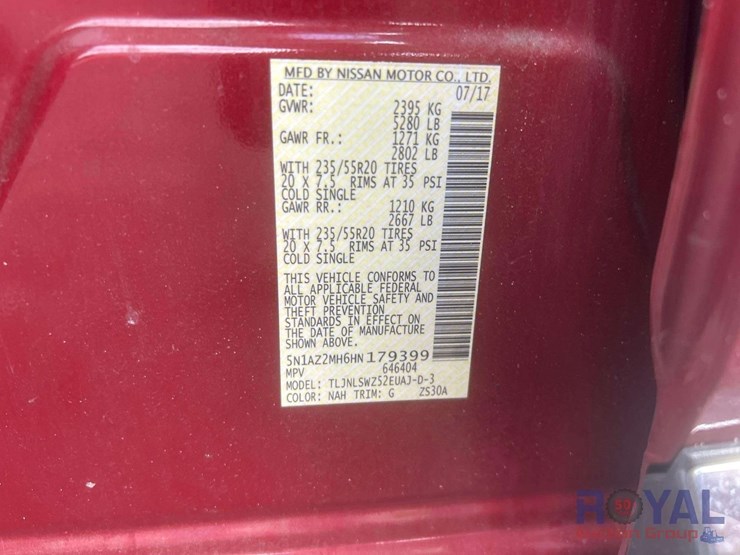 MFD BY NISSAN MOTOR CO., LTD.
DATE: 07/17
GVWR: 2395 KG
5280 LB
GAWR FR.: 1271 KG
2802 LB
WITH 235/55R20 TIRES
20 X 7.5 RIMS AT 35 PSI
COLD SINGLE
GAWR RR.: 1210 KG
2667 LB
WITH 235/55R20 TIRES
20 X 7.5 RIMS AT 35 PSI
COLD SINGLE
THIS VEHICLE CONFORMS TO
ALL APPLICABLE FEDERAL
MOTOR VEHICLE SAFETY AND
THEFT PREVENTION
STANDARDS IN EFFECT ON
THE DATE OF MANUFACTURE
SHOWN ABOVE.
5N1AZ2MH6HN179399
MPV 646404
MODEL: TLJNLSWZ52EUAJ-D-3
COLOR: NAH TRIM: G ZS30A
ROYAL
Auction Group